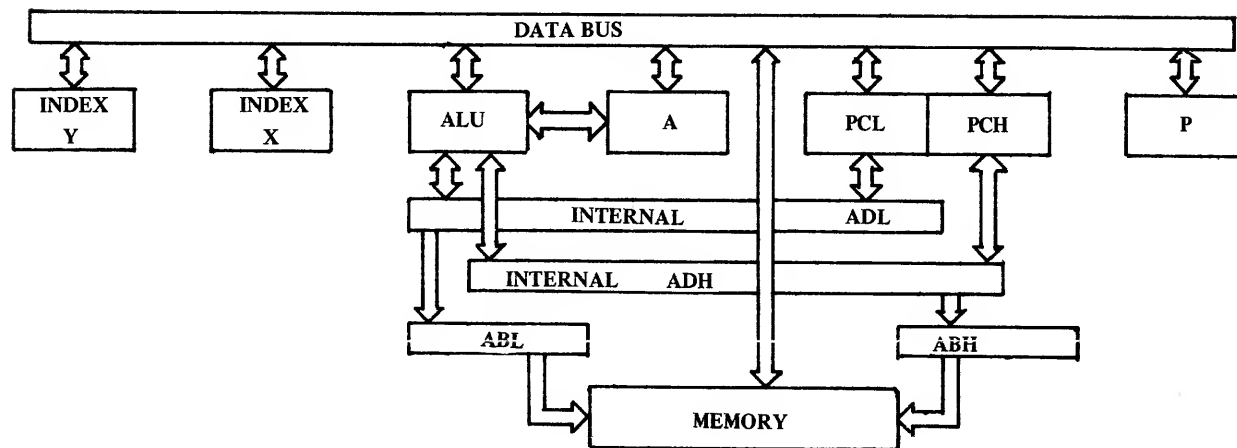 DATA BUS
INDEX
Y
INDEX
X
ALU
A
PCL
PCH
P
INTERNAL ADL
INTERNAL ADH
ABL
ABH
MEMORY